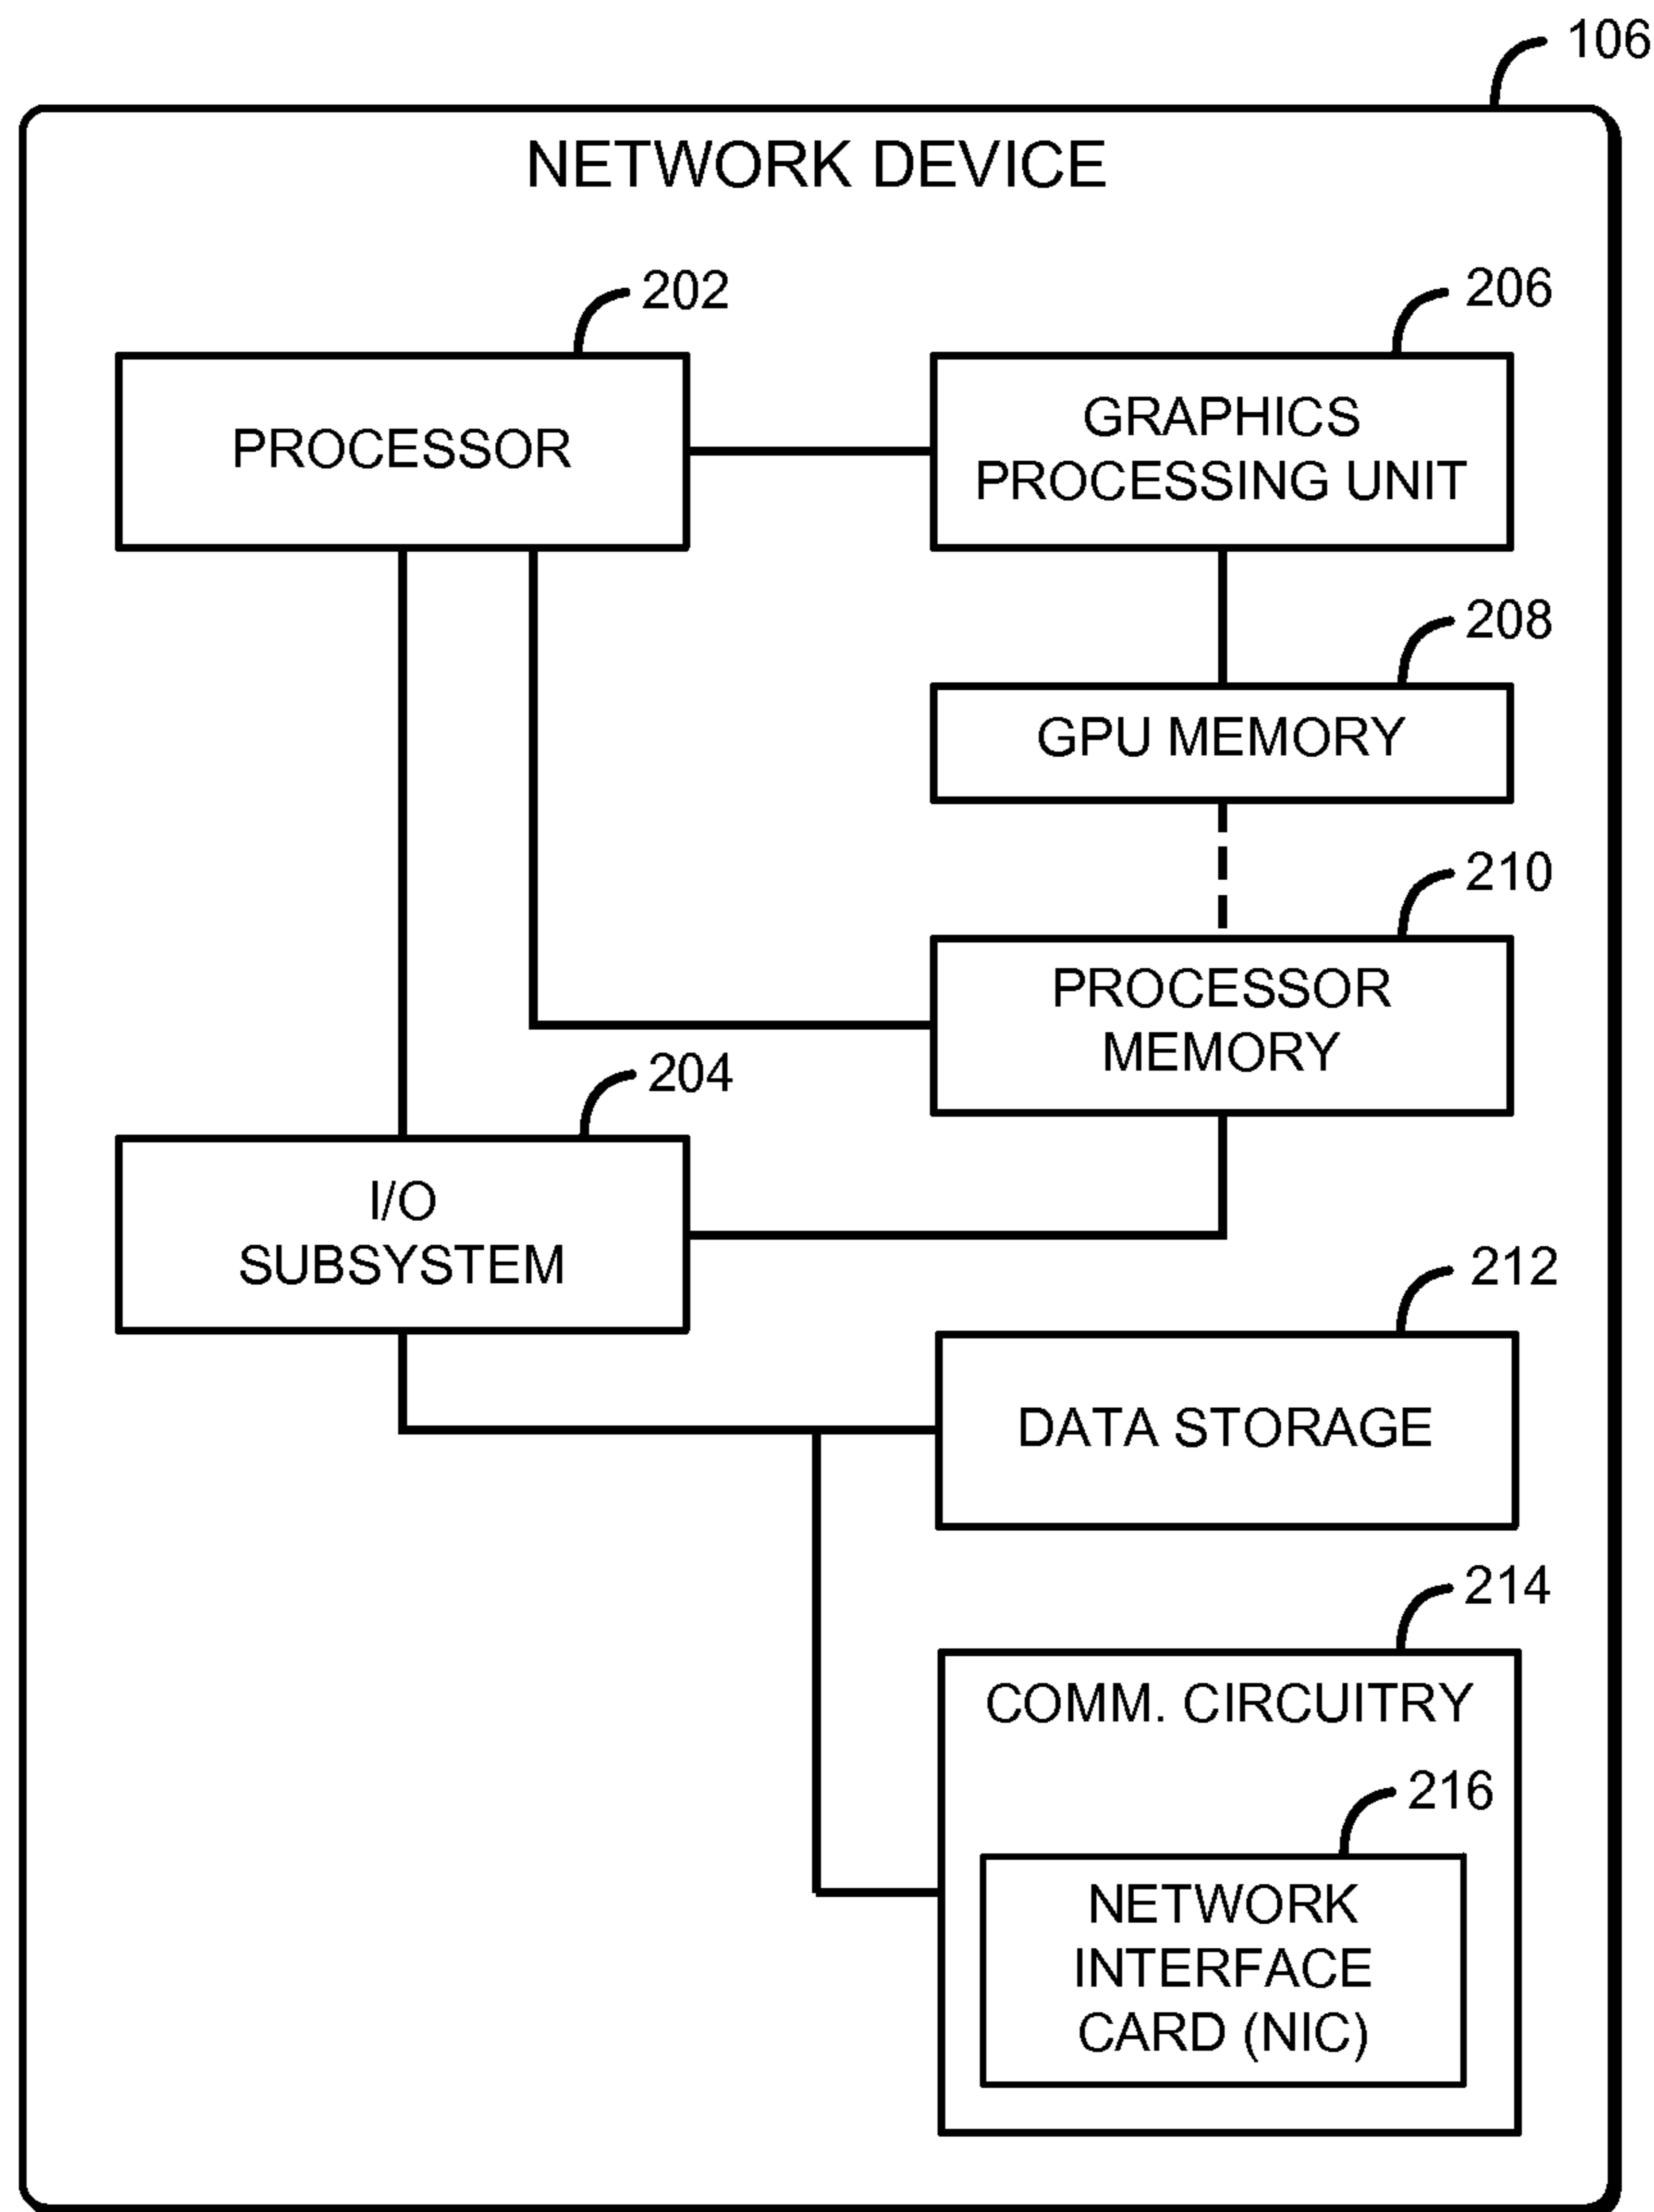 106
NETWORK DEVICE
202
206
PROCESSOR
GRAPHICS
PROCESSING UNIT
208
GPU MEMORY
210
PROCESSOR
MEMORY
204
I/O
SUBSYSTEM
212
DATA STORAGE
214
COMM. CIRCUITRY
216
NETWORK
INTERFACE
CARD (NIC)